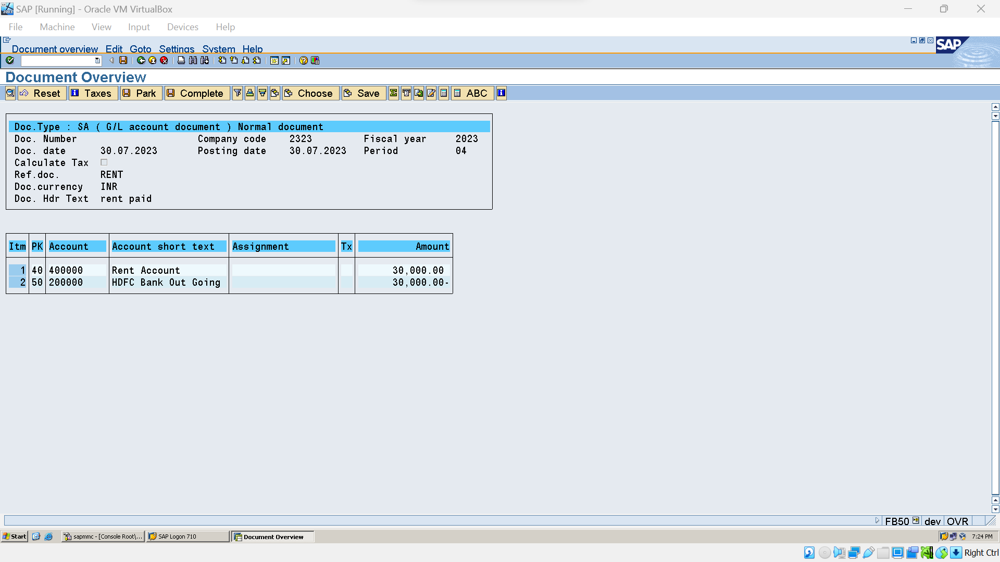 SAP [Running] - Oracle VM VirtualBox
File Machine View Input Devices Help
Document overview Edit Goto Settings System Help
SAP
Document Overview
Reset Taxes Park Complete Choose Save ABC
Doc.Type : SA ( G/L account document ) Normal document
Doc. Number Company code 2323 Fiscal year 2023
Doc. date 30.07.2023 Posting date 30.07.2023 Period 04
Calculate Tax
Ref.doc. RENT
Doc.currency INR
Doc. Hdr Text rent paid
Itm PK Account Account short text Assignment Tx Amount
1 40 400000 Rent Account 30,000.00
2 50 200000 HDFC Bank Out Going 30,000.00-
FB50 dev OVR
Start sapmmc - [Console Root\... SAP Logon 710 Document Overview 7:24 PM
Right Ctrl